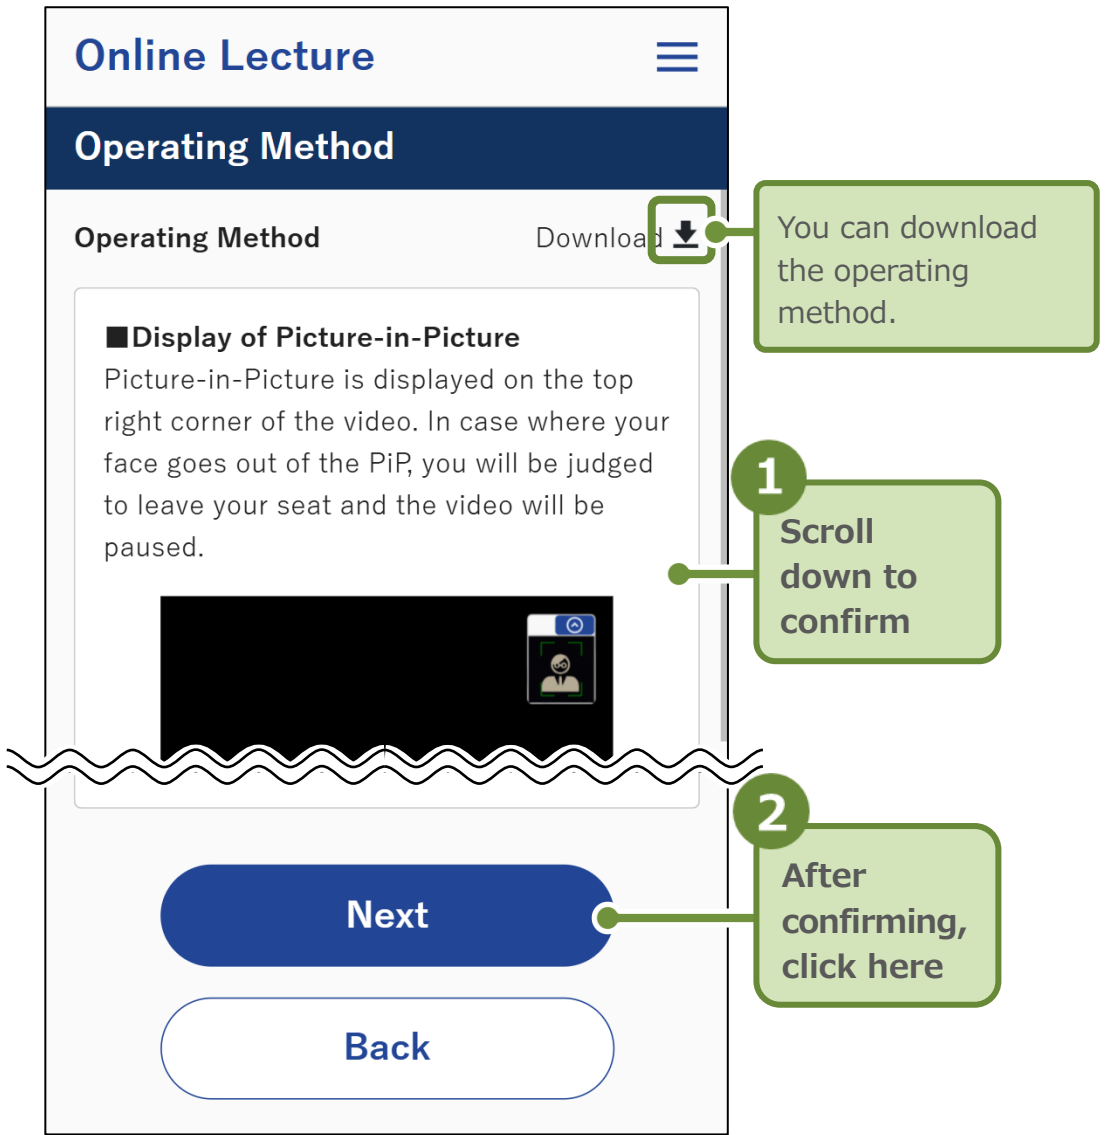 Online Lecture
Operating Method
Operating Method
Download
You can download
the operating
method.
■Display of Picture-in-Picture
Picture-in-Picture is displayed on the top
right corner of the video. In case where your
face goes out of the PiP, you will be judged
to leave your seat and the video will be
paused.
1
Scroll
down to
confirm
2
After
confirming,
click here
Next
Back